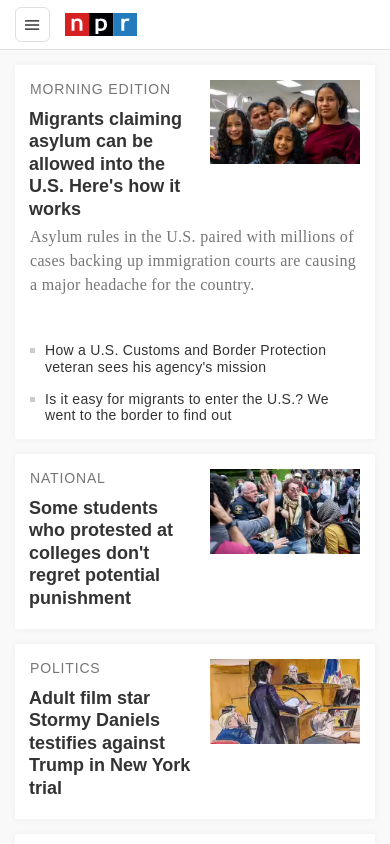 npr
MORNING EDITION
Migrants claiming
asylum can be
allowed into the
U.S. Here's how it
works
Asylum rules in the U.S. paired with millions of
cases backing up immigration courts are causing
a major headache for the country.
How a U.S. Customs and Border Protection
veteran sees his agency's mission
Is it easy for migrants to enter the U.S.? We
went to the border to find out
NATIONAL
Some students
who protested at
colleges don't
regret potential
punishment
POLITICS
Adult film star
Stormy Daniels
testifies against
Trump in New York
trial